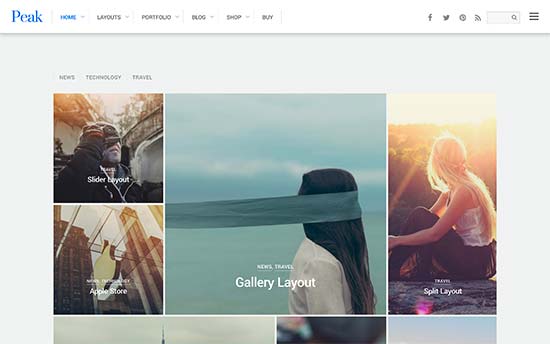 Peak HOME LAYOUTS PORTFOLIO BLOG SHOP BUY
NEWS TECHNOLOGY TRAVEL
TRAVEL
Slider Layout
NEWS, TECHNOLOGY
Apple Store
NEWS, TRAVEL
Gallery Layout
TRAVEL
Split Layout